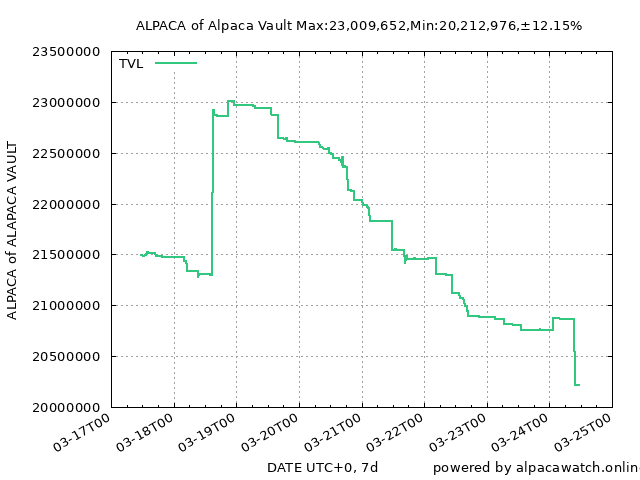 ALPACA of Alpaca Vault Max:23,009,652,Min:20,212,976,±12.15%
23500000
TVL
23000000
22500000
22000000
21500000
21000000
20500000
20000000
ALPACA of ALAPACA VAULT
03-17T00
03-18T00
03-19T00
03-20T00
03-21T00
03-22T00
03-23T00
03-24T00
03-25T00
DATE UTC+0, 7d
powered by alpacawatch.onlin